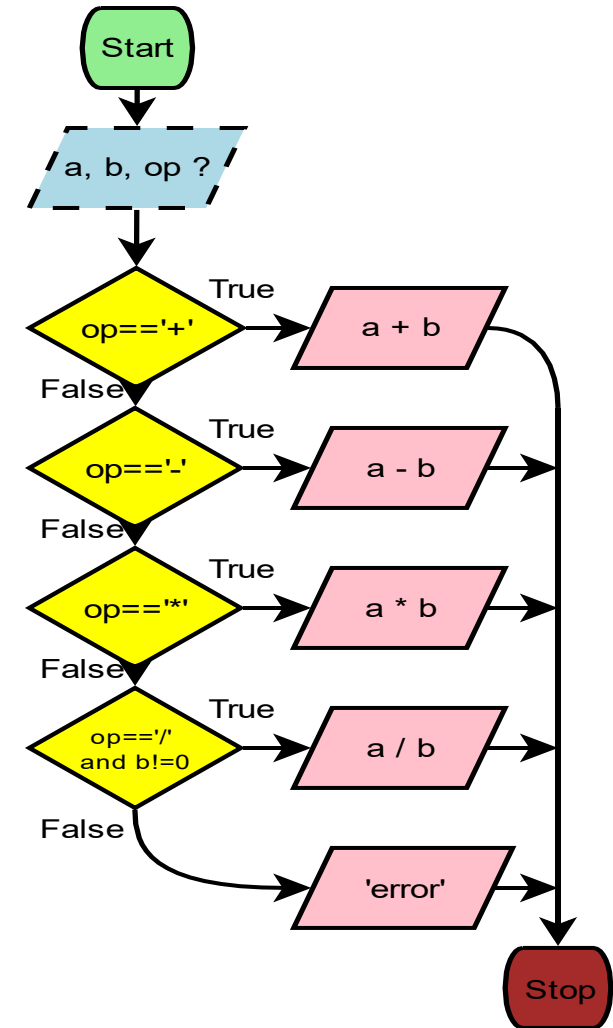 Start
a, b, op ?
True
op=='+'
a + b
False
True
op=='-'
a - b
False
True
op=='*'
a * b
False
True
op=='/'
and b!=0
a / b
False
'error'
Stop